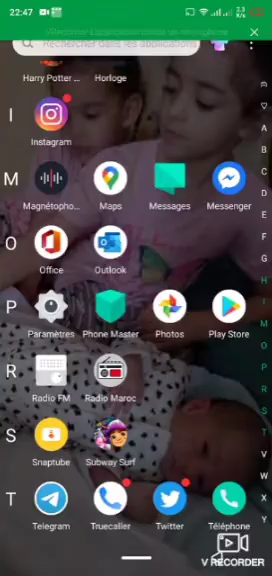 22:47
Rechercher dans les applications
Harry Potter ... Horloge
I
Instagram
M
Magnétopho... Maps Messages Messenger
O
Office Outlook
P
Paramètres Phone Master Photos Play Store
R
Radio FM Radio Maroc
S
Snaptube Subway Surf
T
Telegram Truecaller Twitter Téléphone
A
B
C
D
E
F
G
H
I
M
O
P
R
S
T
V
W
X
Y
V RECORDER